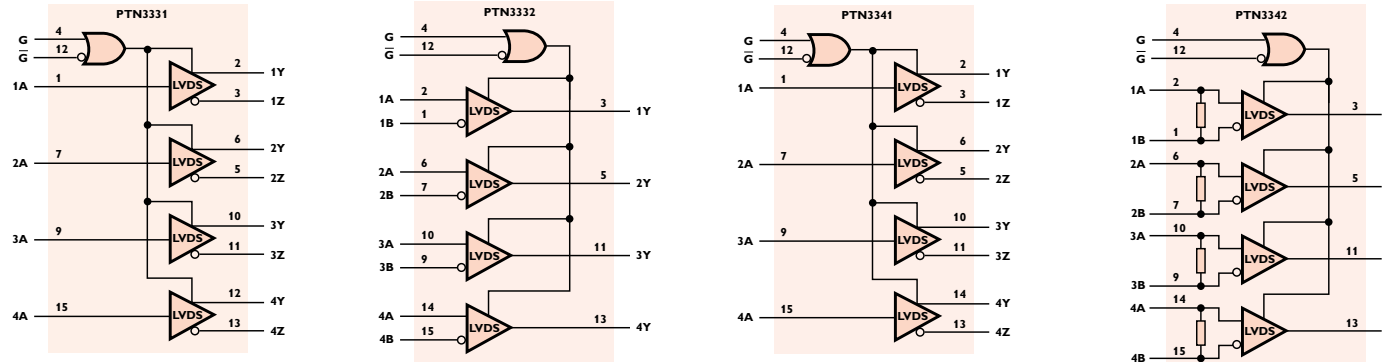 PTN3331
G 4
G 12
1A 1
LVDS
2 1Y
3 1Z
2A 7
LVDS
6 2Y
5 2Z
3A 9
LVDS
10 3Y
11 3Z
4A 15
LVDS
12 4Y
13 4Z
PTN3332
G 4
G 12
1A 2
1B 1
LVDS
3 1Y
2A 6
2B 7
LVDS
5 2Y
3A 10
3B 9
LVDS
11 3Y
4A 14
4B 15
LVDS
13 4Y
PTN3341
G 4
G 12
1A 1
LVDS
2 1Y
3 1Z
2A 7
LVDS
6 2Y
5 2Z
3A 9
LVDS
10 3Y
11 3Z
4A 15
LVDS
14 4Y
13 4Z
PTN3342
G 4
G 12
1A 2
1B 1
LVDS
3
2A 6
2B 7
LVDS
5
3A 10
3B 9
LVDS
11
4A 14
4B 15
LVDS
13